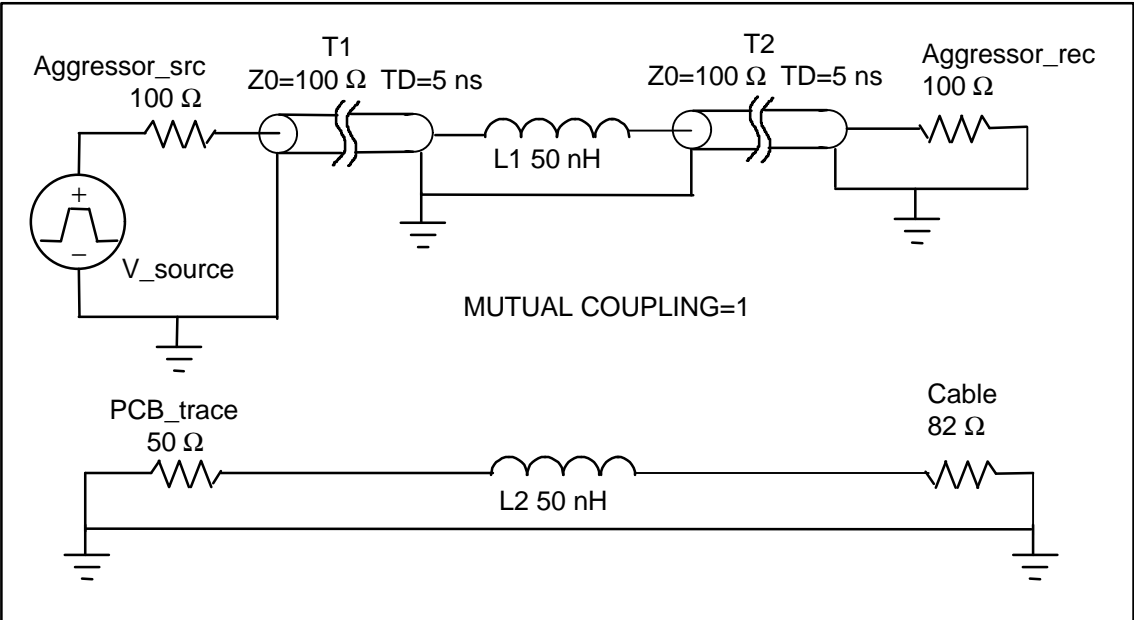 Aggressor_src
100 Ω
T1
Z0=100 Ω TD=5 ns
T2
Z0=100 Ω TD=5 ns
Aggressor_rec
100 Ω
L1 50 nH
+
−
V_source
MUTUAL COUPLING=1
PCB_trace
50 Ω
L2 50 nH
Cable
82 Ω